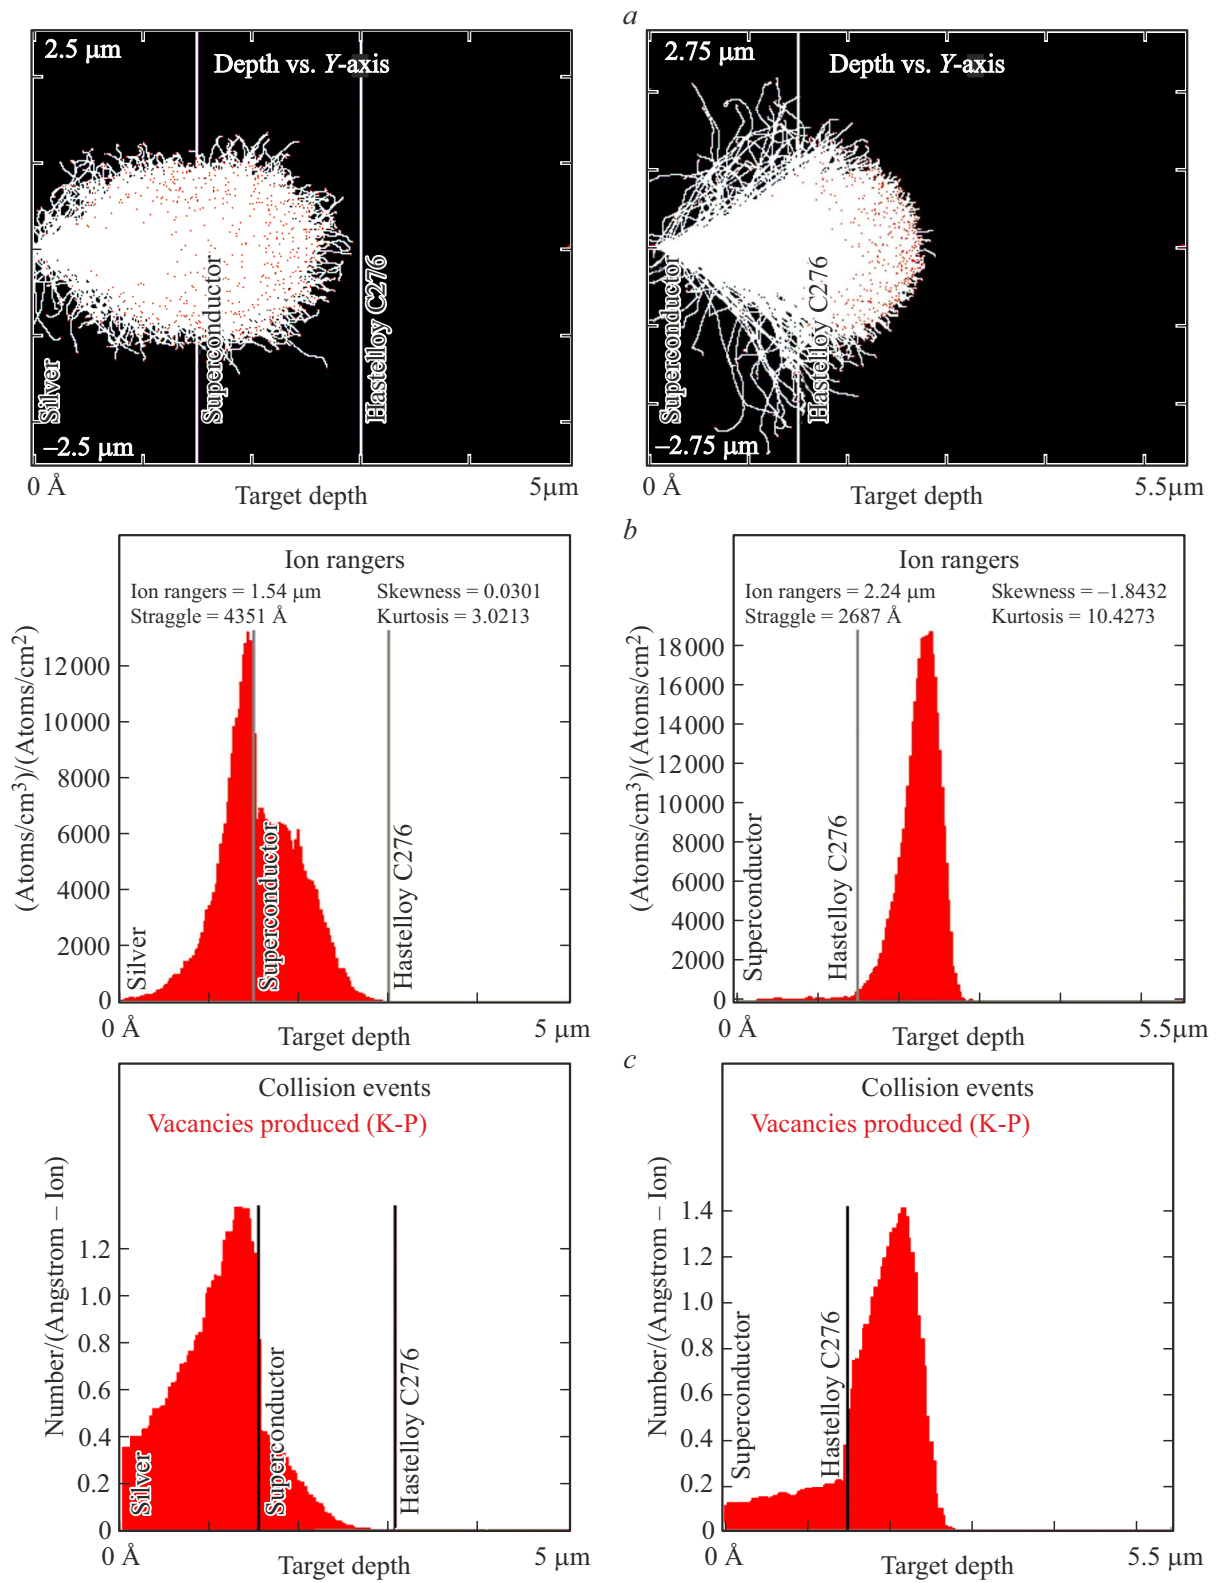 a
2.5 μm
Depth vs. Y-axis
Silver
Superconductor
Hastelloy C276
–2.5 μm
0 Å
Target depth
5μm
2.75 μm
Depth vs. Y-axis
Superconductor
Hastelloy C276
–2.75 μm
0 Å
Target depth
5.5μm
b
Ion rangers
Ion rangers = 1.54 μm
Skewness = 0.0301
Straggle = 4351 Å
Kurtosis = 3.0213
(Atoms/cm³)/(Atoms/cm²)
12000
10000
8000
6000
4000
2000
0
Silver
Superconductor
Hastelloy C276
0 Å
Target depth
5 μm
Ion rangers
Ion rangers = 2.24 μm
Skewness = –1.8432
Straggle = 2687 Å
Kurtosis = 10.4273
(Atoms/cm³)/(Atoms/cm²)
18000
16000
14000
12000
10000
8000
6000
4000
2000
0
Superconductor
Hastelloy C276
0 Å
Target depth
5.5μm
c
Collision events
Vacancies produced (K-P)
Number/(Angstrom – Ion)
1.2
1.0
0.8
0.6
0.4
0.2
0
Silver
Superconductor
Hastelloy C276
0 Å
Target depth
5 μm
Collision events
Vacancies produced (K-P)
Number/(Angstrom – Ion)
1.4
1.2
1.0
0.8
0.6
0.4
0.2
0
Superconductor
Hastelloy C276
0 Å
Target depth
5.5 μm